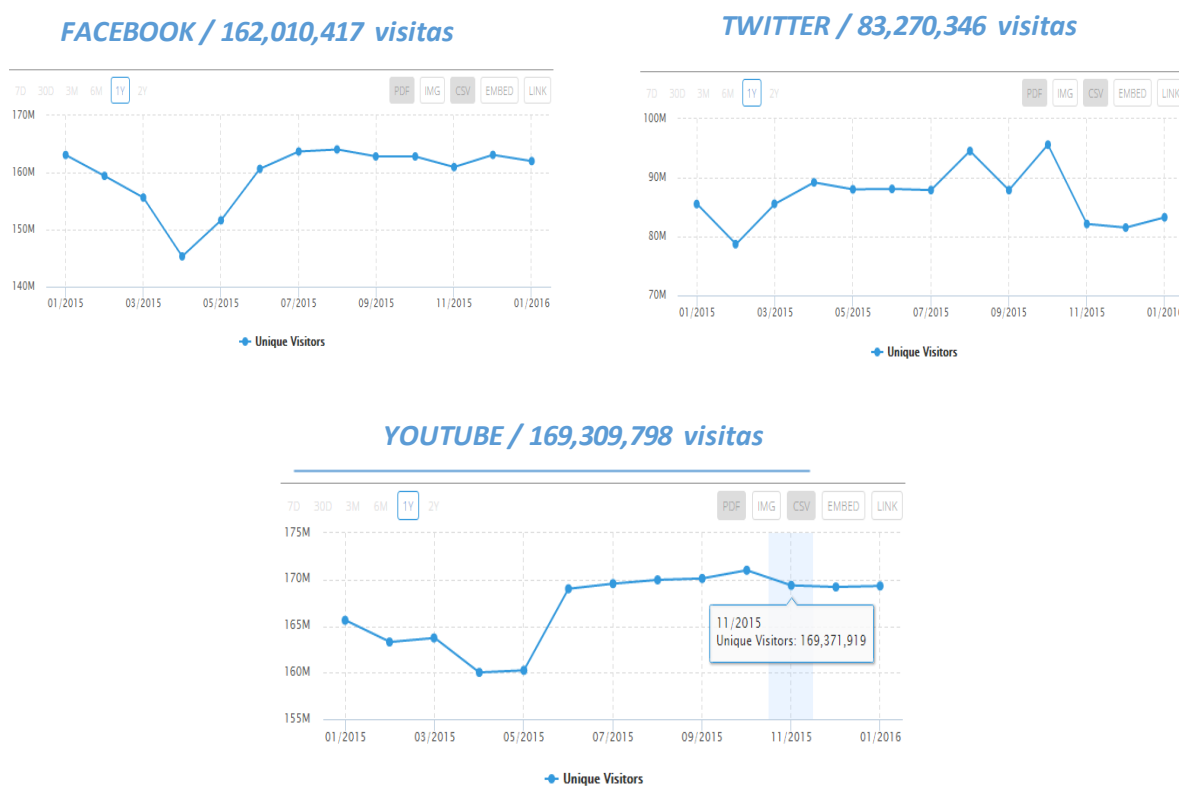 FACEBOOK / 162,010,417 visitas
7D 30D 3M 6M 1Y 2Y PDF IMG CSV EMBED LINK
170M
160M
150M
140M
01/2015 03/2015 05/2015 07/2015 09/2015 11/2015 01/2016
Unique Visitors
TWITTER / 83,270,346 visitas
7D 30D 3M 6M 1Y 2Y PDF IMG CSV EMBED LINK
100M
90M
80M
70M
01/2015 03/2015 05/2015 07/2015 09/2015 11/2015 01/2016
Unique Visitors
YOUTUBE / 169,309,798 visitas
7D 30D 3M 6M 1Y 2Y PDF IMG CSV EMBED LINK
175M
170M
165M
160M
155M
11/2015
Unique Visitors: 169,371,919
01/2015 03/2015 05/2015 07/2015 09/2015 11/2015 01/2016
Unique Visitors